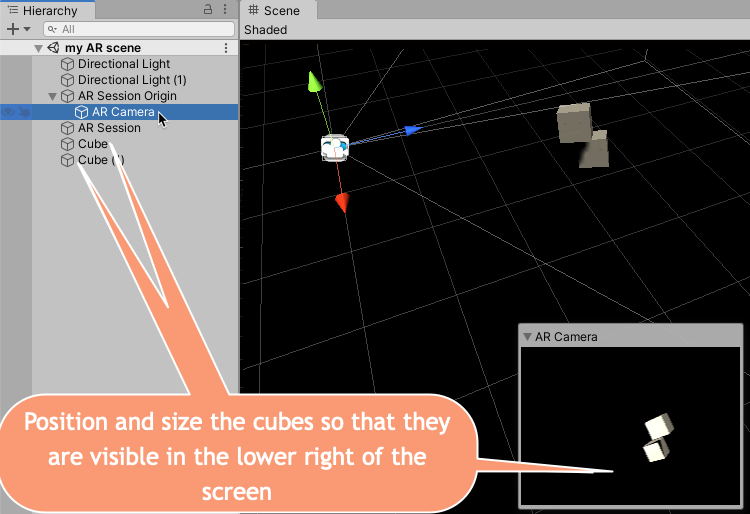 Hierarchy
Scene
All
Shaded
my AR scene
Directional Light
Directional Light (1)
AR Session Origin
AR Camera
AR Session
Cube
Cube (
AR Camera
Position and size the cubes so that they
are visible in the lower right of the
screen